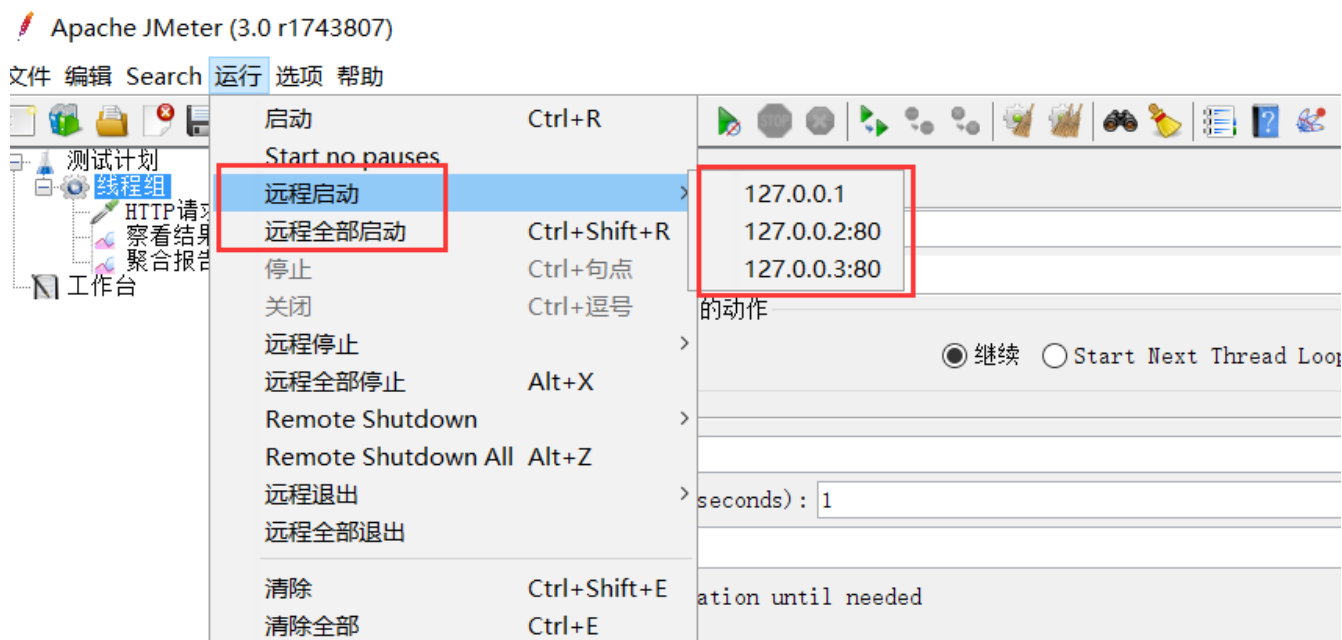 Apache JMeter (3.0 r1743807)
文件 编辑 Search 运行 选项 帮助
启动 Ctrl+R
STOP
测试计划
Start no pauses
线程组
远程启动
127.0.0.1
HTTP请求
远程全部启动 Ctrl+Shift+R
127.0.0.2:80
察看结果
停止 Ctrl+句点
127.0.0.3:80
聚合报告
工作台
关闭 Ctrl+逗号
的动作
远程停止
继续 Start Next Thread Loop
远程全部停止 Alt+X
Remote Shutdown
Remote Shutdown All Alt+Z
远程退出
seconds): 1
远程全部退出
清除 Ctrl+Shift+E
ation until needed
清除全部 Ctrl+E